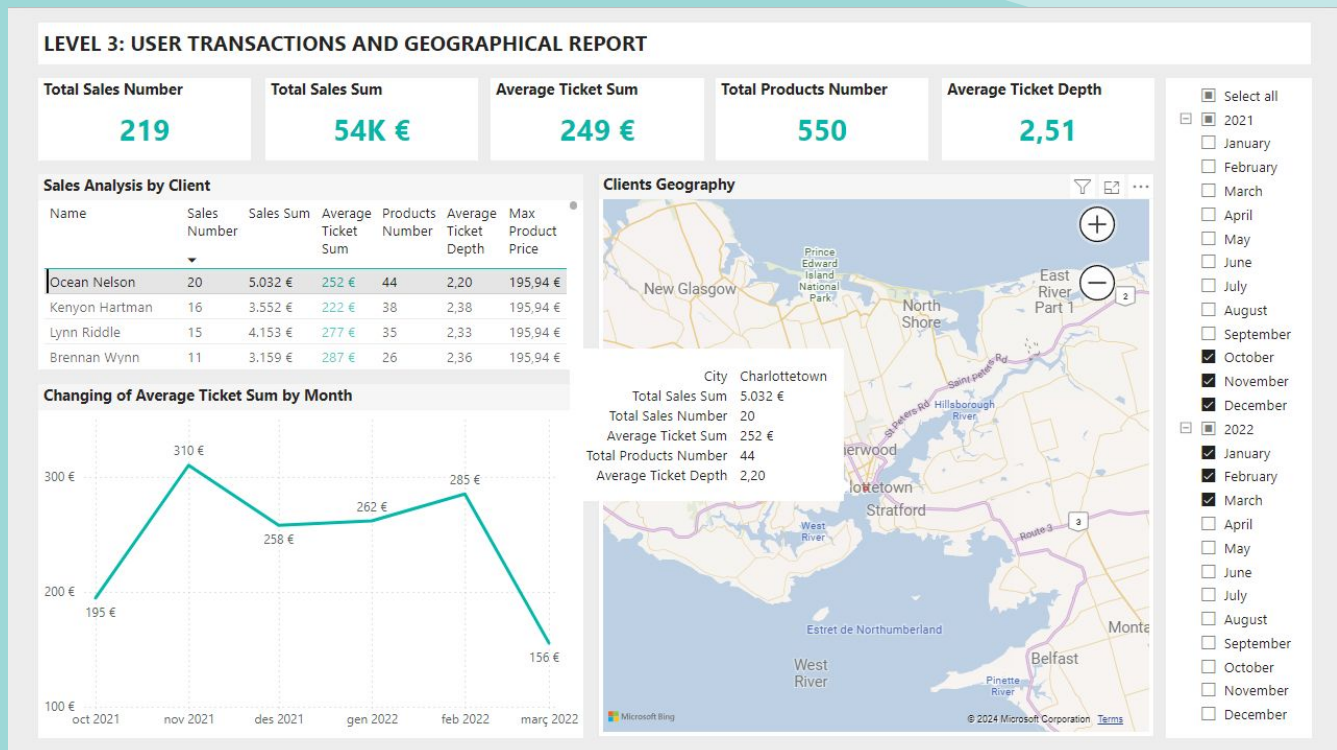 LEVEL 3: USER TRANSACTIONS AND GEOGRAPHICAL REPORT
Total Sales Number
219
Total Sales Sum
54K €
Average Ticket Sum
249 €
Total Products Number
550
Average Ticket Depth
2,51
Sales Analysis by Client
Name Sales Number Sales Sum Average Ticket Sum Products Number Average Ticket Depth Max Product Price
Ocean Nelson 20 5.032 € 252 € 44 2,20 195,94 €
Kenyon Hartman 16 3.552 € 222 € 38 2,38 195,94 €
Lynn Riddle 15 4.153 € 277 € 35 2,33 195,94 €
Brennan Wynn 11 3.159 € 287 € 26 2,36 195,94 €
Changing of Average Ticket Sum by Month
300 €
200 €
100 €
195 €
310 €
258 €
262 €
285 €
156 €
oct 2021 nov 2021 des 2021 gen 2022 feb 2022 març 2022
Clients Geography
New Glasgow
Prince
Edward
Island
National
Park
North
Shore
East
River
Part 1
2
Saint Peters Rd
St Peters Rd
Hillsborough
River
erwood
lottetown
Stratford
West
River
Route 3
3
Estret de Northumberland
West
River
Belfast
Pinette
River
Monta
Microsoft Bing
© 2024 Microsoft Corporation Terms
City Charlottetown
Total Sales Sum 5.032 €
Total Sales Number 20
Average Ticket Sum 252 €
Total Products Number 44
Average Ticket Depth 2,20
Select all
2021
January
February
March
April
May
June
July
August
September
October
November
December
2022
January
February
March
April
May
June
July
August
September
October
November
December